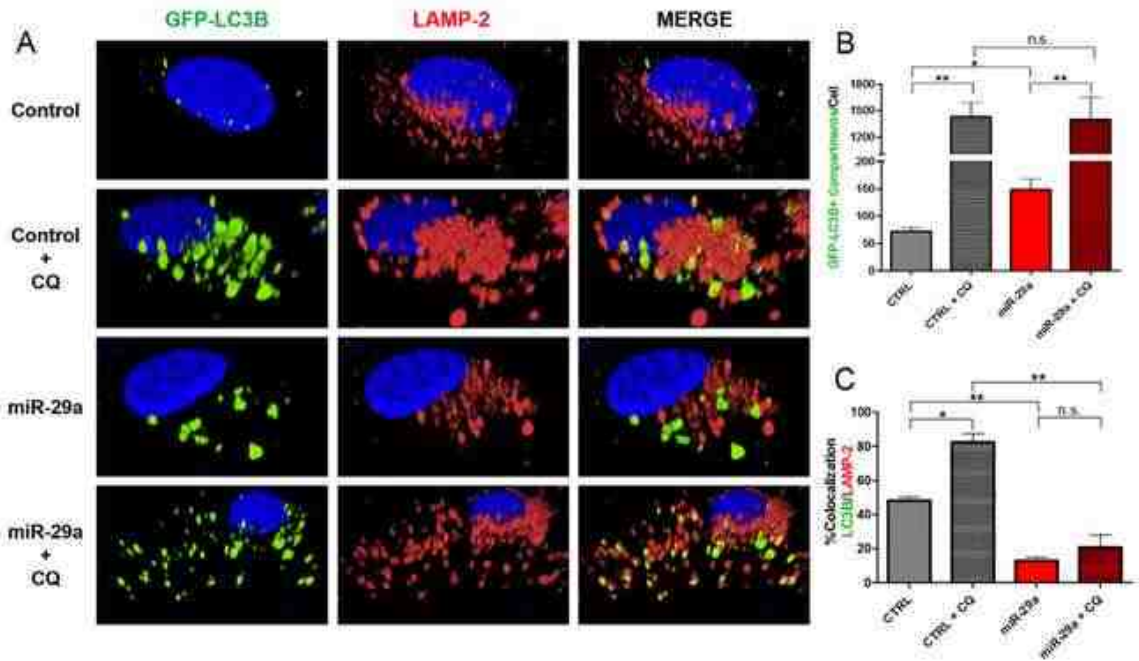 GFP-LC3B LAMP-2 MERGE
A
Control
Control
+
CQ
miR-29a
miR-29a
+
CQ
B
n.s.
*
** **
GFP-LC3B+ Compartments/Cell
1800
1500
1200
200
150
100
50
0
CTRL CTRL + CQ miR-29a miR-29a + CQ
C
**
**
* n.s.
%Colocalization
LC3B/LAMP-2
100
80
60
40
20
0
CTRL CTRL + CQ miR-29a miR-29a + CQ